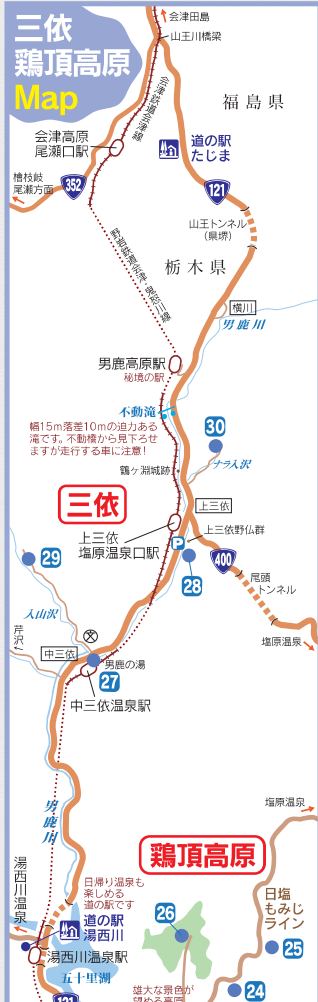 三依
鶏頂高原
Map
会津田島
山王川橋梁
会津鉄道会津線
福島県
会津高原
尾瀬口駅
道の駅
たじま
檜枝岐
尾瀬方面
352
121
山王トンネル
(県堺)
野岩鉄道会津・鬼怒川線
栃木県
横川
男鹿川
男鹿高原駅
秘境の駅
不動滝
幅15m落差10mの迫力ある
滝です。不動橋から見下ろせ
ますが走行する車に注意!
30
ナラ入沢
鶴ヶ淵城跡
三依
上三依
上三依
塩原温泉口駅
上三依野仏群
P
28
400
尾頭
トンネル
塩原温泉
29
入山沢
芹沢
文
中三依
男鹿の湯
27
中三依温泉駅
男鹿川
塩原温泉
鶏頂高原
湯西川温泉
日帰り温泉も
楽しめる
道の駅です
道の駅
湯西川
湯西川温泉駅
五十里湖
121
26
日塩
もみじ
ライン
25
24
雄大な景色が
望める高原